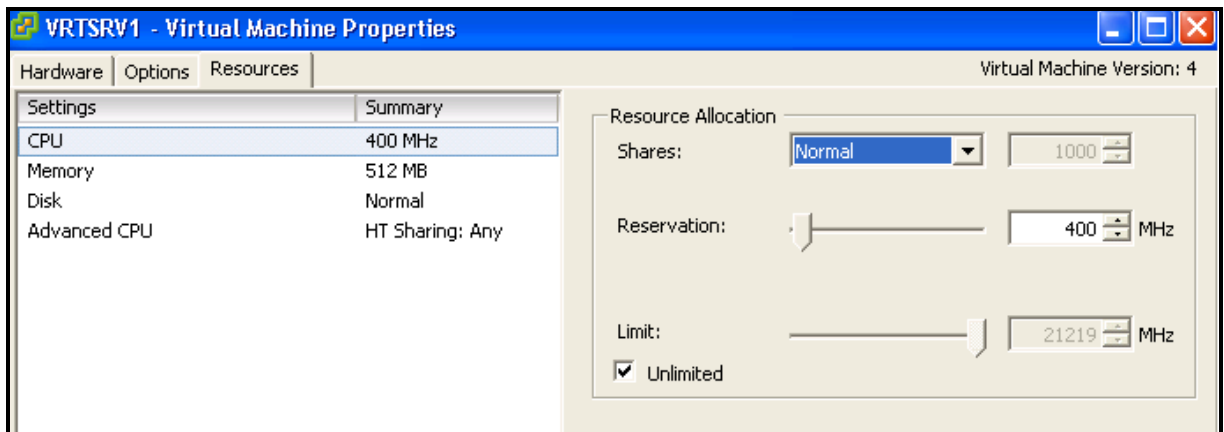 VRTSRV1 - Virtual Machine Properties
Hardware Options Resources Virtual Machine Version: 4
Settings Summary
CPU 400 MHz
Memory 512 MB
Disk Normal
Advanced CPU HT Sharing: Any
Resource Allocation
Shares: Normal 1000
Reservation: 400 MHz
Limit: 21219 MHz
Unlimited